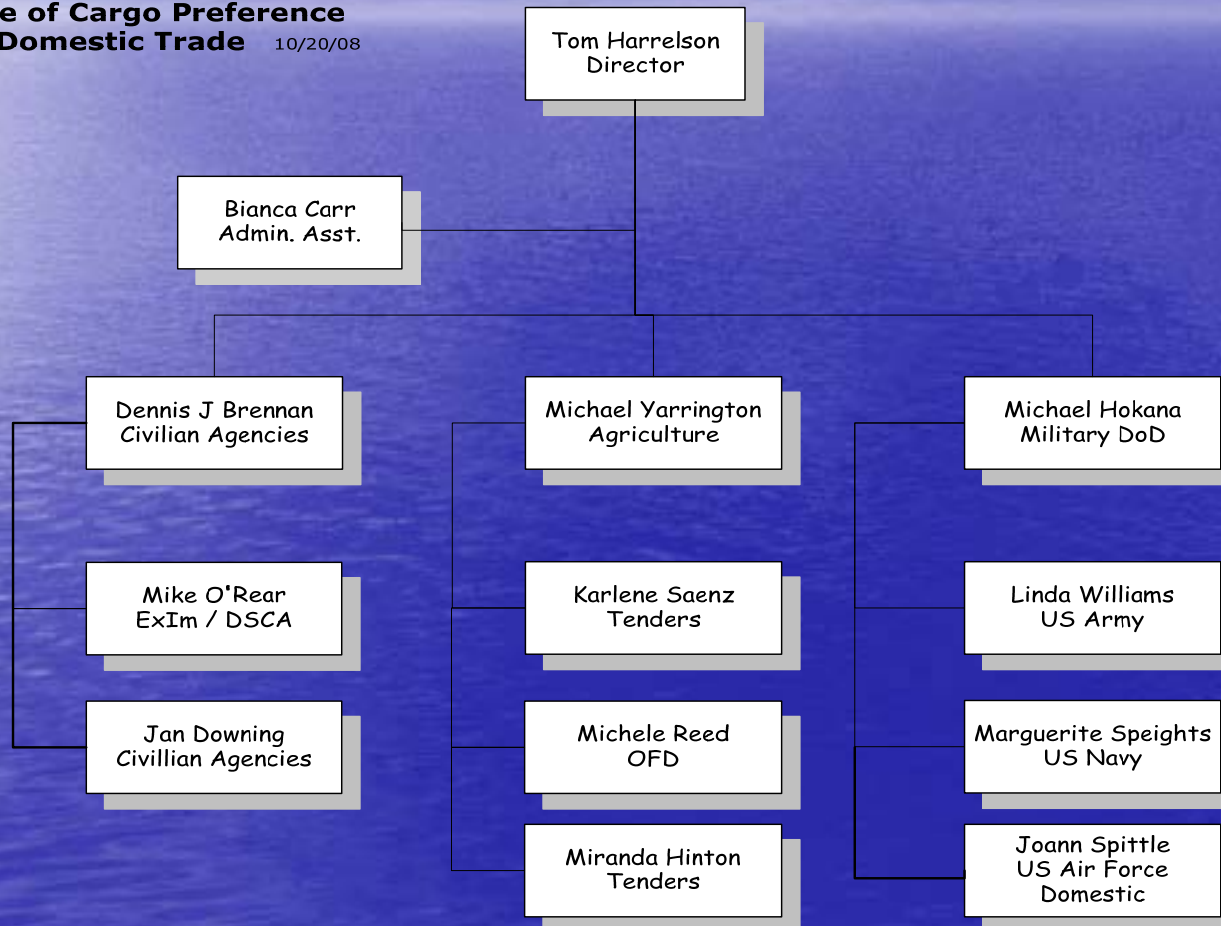 e of Cargo Preference
Domestic Trade 10/20/08
Tom Harrelson
Director
Bianca Carr
Admin. Asst.
Dennis J Brennan
Civilian Agencies
Michael Yarrington
Agriculture
Michael Hokana
Military DoD
Mike O'Rear
ExIm / DSCA
Karlene Saenz
Tenders
Linda Williams
US Army
Jan Downing
Civillian Agencies
Michele Reed
OFD
Marguerite Speights
US Navy
Miranda Hinton
Tenders
Joann Spittle
US Air Force
Domestic